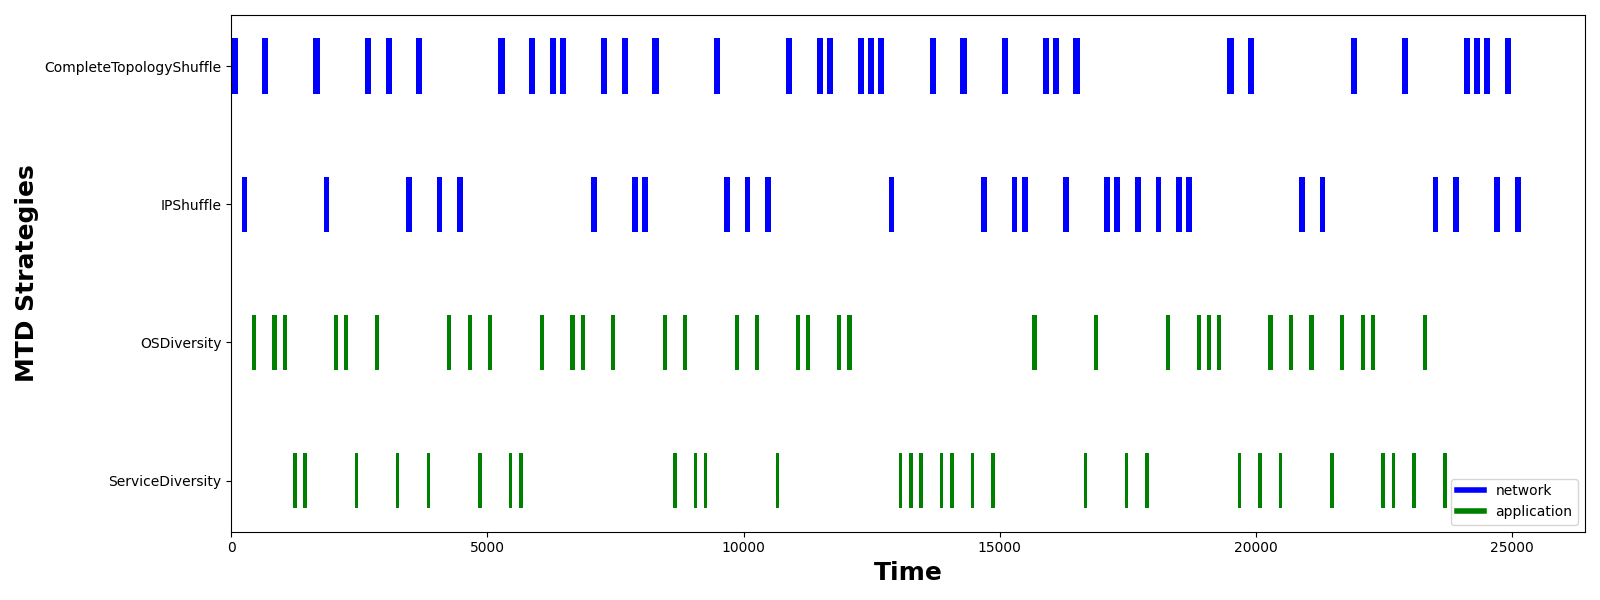 MTD Strategies
CompleteTopologyShuffle
IPShuffle
OSDiversity
ServiceDiversity
network
application
0 5000 10000 15000 20000 25000
Time